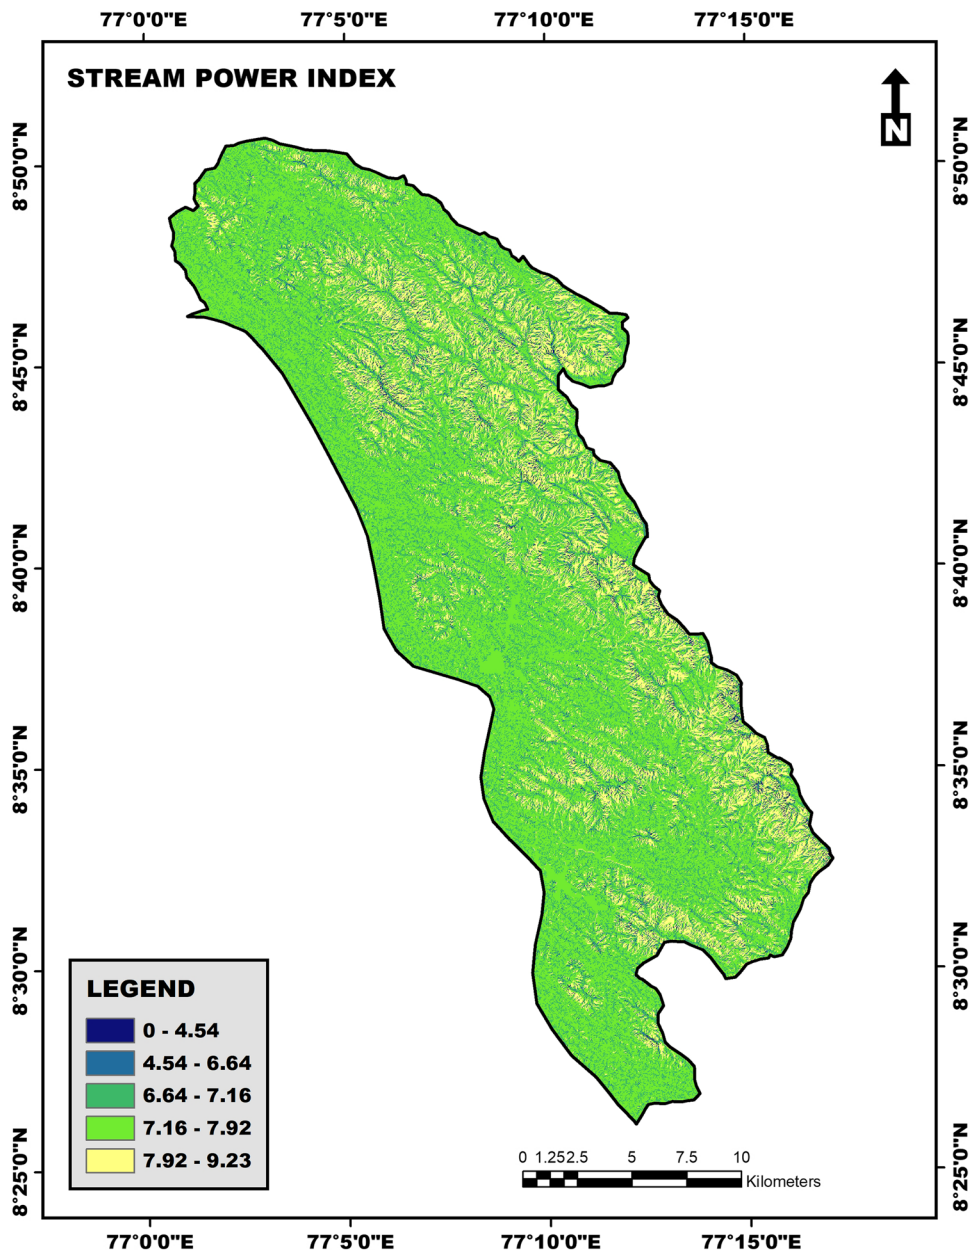 77°0'0"E 77°5'0"E 77°10'0"E 77°15'0"E
STREAM POWER INDEX
N
8°50'0"N 8°50'0"N
8°45'0"N 8°45'0"N
8°40'0"N 8°40'0"N
8°35'0"N 8°35'0"N
8°30'0"N 8°30'0"N
8°25'0"N 8°25'0"N
LEGEND
0 - 4.54
4.54 - 6.64
6.64 - 7.16
7.16 - 7.92
7.92 - 9.23
0 1.25 2.5 5 7.5 10
Kilometers
77°0'0"E 77°5'0"E 77°10'0"E 77°15'0"E